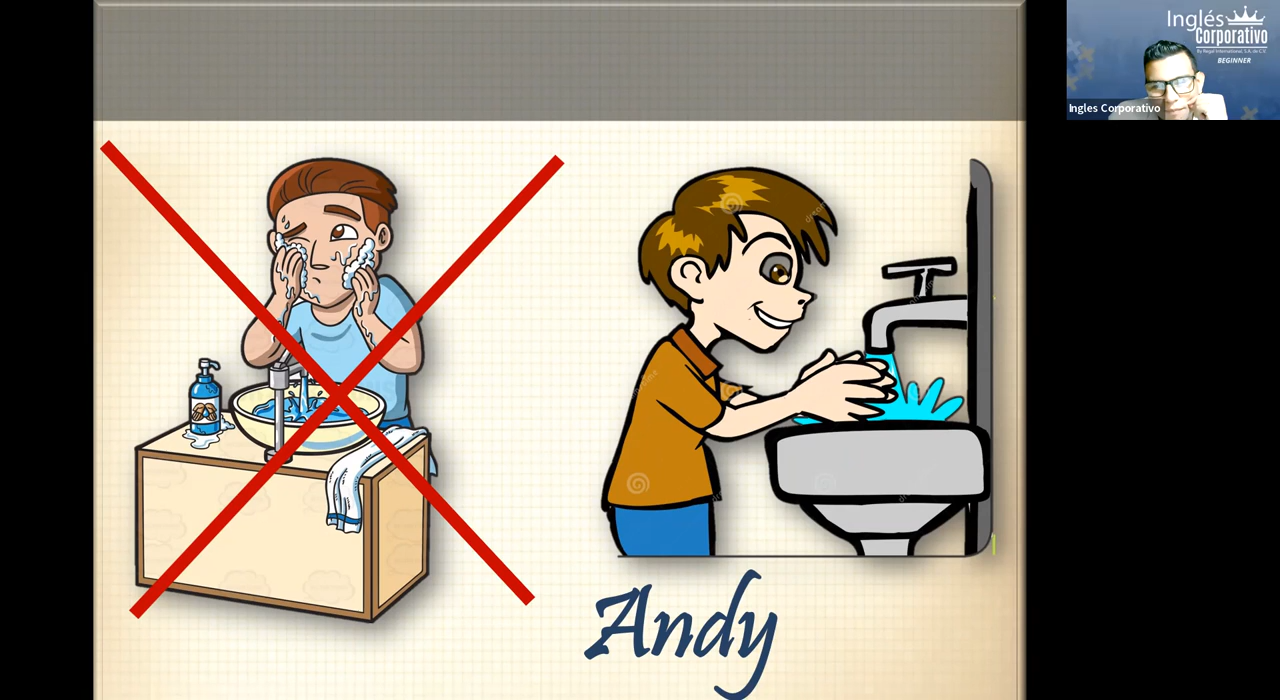 Inglés
Corporativo
By Regal International, S.A. de C.V.
BEGINNER
Ingles Corporativo
Andy